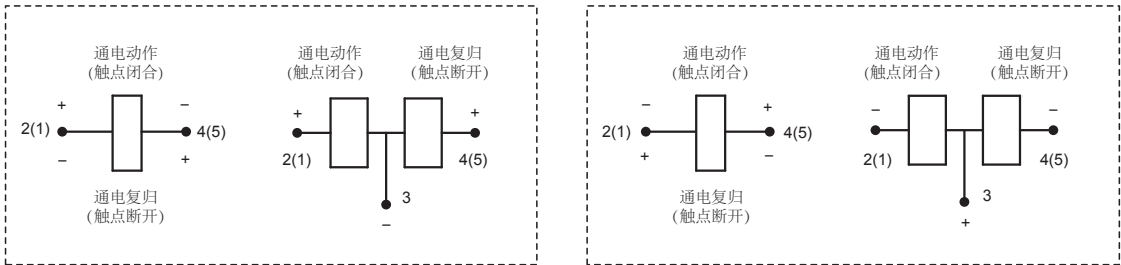 通电动作
(触点闭合)
+ −
2(1) 4(5)
− +
通电复归
(触点断开)
通电动作 通电复归
(触点闭合) (触点断开)
+ +
2(1) 4(5)
3
−
通电动作
(触点闭合)
− +
2(1) 4(5)
+ −
通电复归
(触点断开)
通电动作 通电复归
(触点闭合) (触点断开)
− −
2(1) 4(5)
3
+